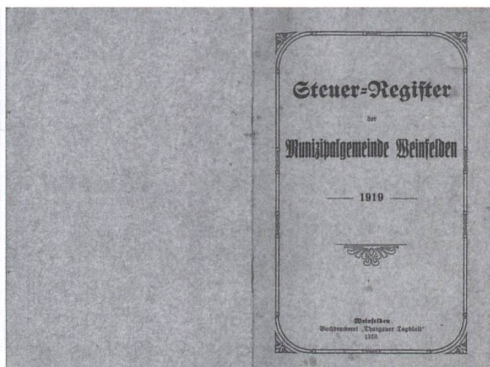 Steuer-Register
der
Munizipalgemeinde Weinfelden
1919
Weinfelden
Buchdruckerei „Thurgauer Tagblatt“